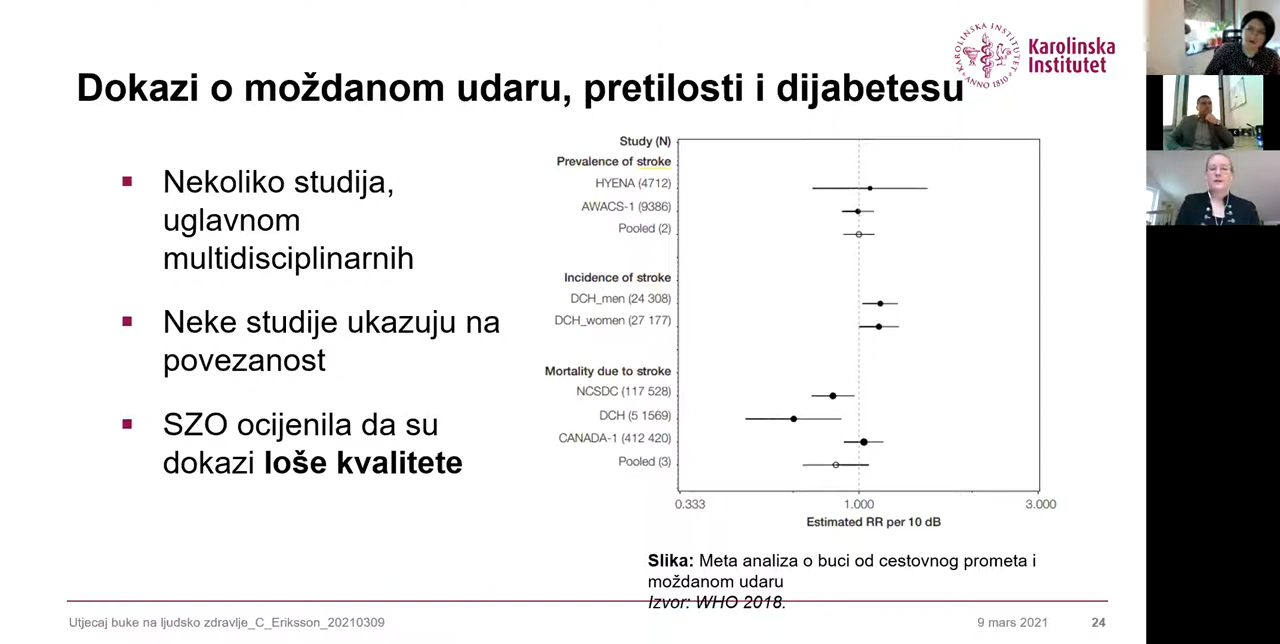 KAROLINSKA INSTITUTET
ANNO 1810
Karolinska
Institutet
Dokazi o moždanom udaru, pretilosti i dijabetesu
Nekoliko studija,
uglavnom
multidisciplinarnih
Neke studije ukazuju na
povezanost
SZO ocijenila da su
dokazi loše kvalitete
Study (N)
Prevalence of stroke
HYENA (4712)
AWACS-1 (9386)
Pooled (2)
Incidence of stroke
DCH_men (24 308)
DCH_women (27 177)
Mortality due to stroke
NCSDC (117 528)
DCH (5 1569)
CANADA-1 (412 420)
Pooled (3)
0.333 1.000 3.000
Estimated RR per 10 dB
Slika: Meta analiza o buci od cestovnog prometa i
moždanom udaru
Izvor: WHO 2018.
Utjecaj buke na ljudsko zdravlje_C_Eriksson_20210309 9 mars 2021 24